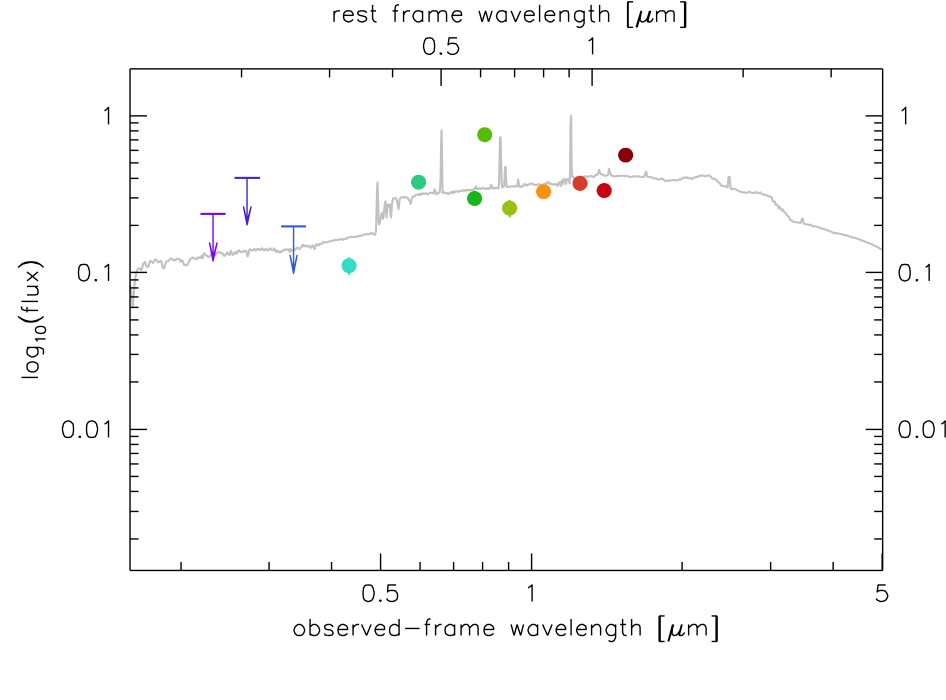 rest frame wavelength [μm]
0.5 1
1 1
0.1 0.1
0.01 0.01
log10(flux)
0.5 1 5
observed-frame wavelength [μm]